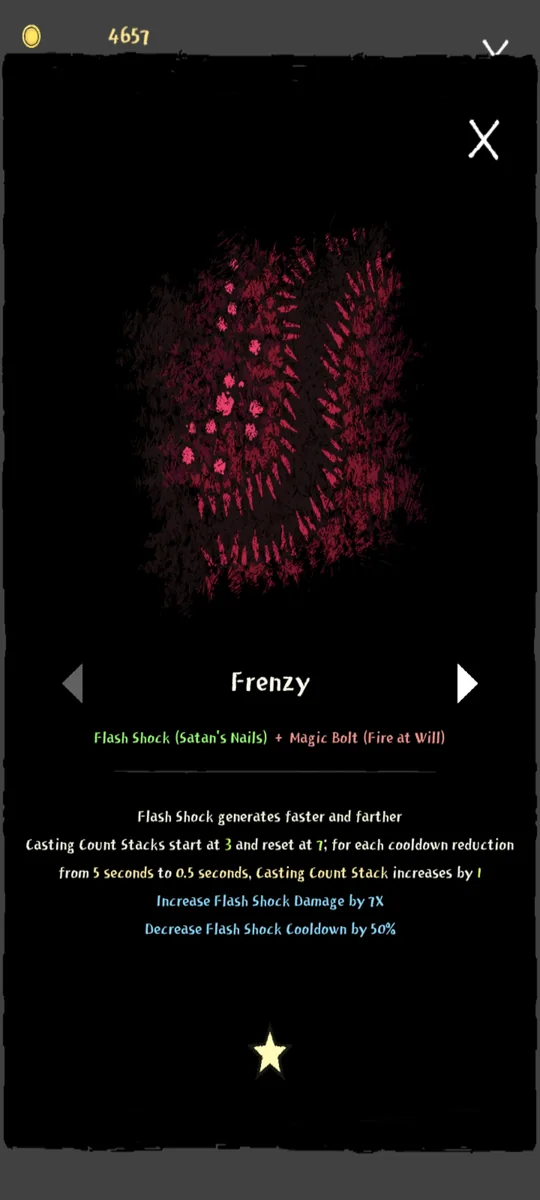 4657
X
Frenzy
Flash Shock (Satan's Nails) + Magic Bolt (Fire at Will)
Flash Shock generates faster and farther
Casting Count Stacks start at 3 and reset at 7; for each cooldown reduction
from 5 seconds to 0.5 seconds, Casting Count Stack increases by 1
Increase Flash Shock Damage by 7X
Decrease Flash Shock Cooldown by 50%